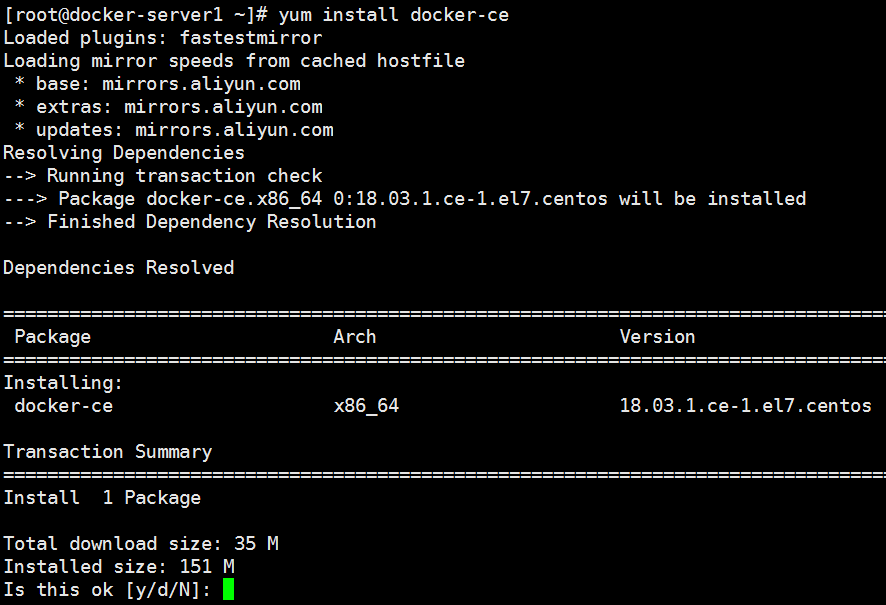 [root@docker-server1 ~]# yum install docker-ce
Loaded plugins: fastestmirror
Loading mirror speeds from cached hostfile
 * base: mirrors.aliyun.com
 * extras: mirrors.aliyun.com
 * updates: mirrors.aliyun.com
Resolving Dependencies
--> Running transaction check
---> Package docker-ce.x86_64 0:18.03.1.ce-1.el7.centos will be installed
--> Finished Dependency Resolution

Dependencies Resolved

================================================================================
 Package                      Arch                      Version
================================================================================
Installing:
 docker-ce                    x86_64                    18.03.1.ce-1.el7.centos

Transaction Summary
================================================================================
Install  1 Package

Total download size: 35 M
Installed size: 151 M
Is this ok [y/d/N]: